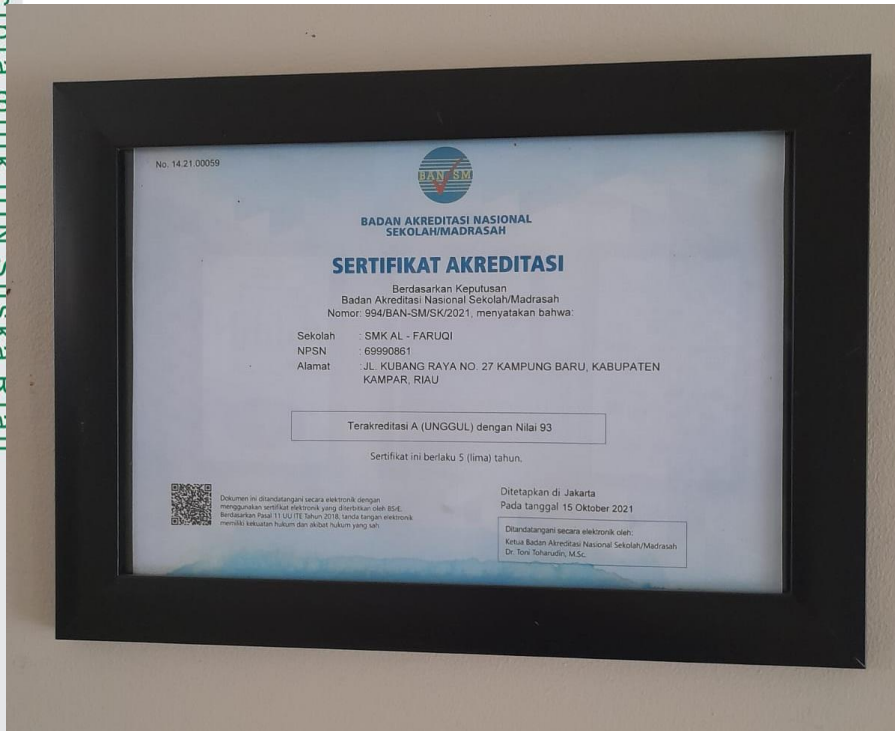 No. 14.21.00059
BAN SM
BADAN AKREDITASI NASIONAL
SEKOLAH/MADRASAH
SERTIFIKAT AKREDITASI
Berdasarkan Keputusan
Badan Akreditasi Nasional Sekolah/Madrasah
Nomor: 994/BAN-SM/SK/2021, menyatakan bahwa:
Sekolah : SMK AL - FARUQI
NPSN : 69990861
Alamat : JL. KUBANG RAYA NO. 27 KAMPUNG BARU, KABUPATEN
KAMPAR, RIAU
Terakreditasi A (UNGGUL) dengan Nilai 93
Sertifikat ini berlaku 5 (lima) tahun.
Dokumen ini ditandatangani secara elektronik dengan
menggunakan sertifikat elektronik yang diterbitkan oleh BSrE.
Berdasarkan Pasal 11 UU ITE Tahun 2018, tanda tangan elektronik
memiliki kekuatan hukum dan akibat hukum yang sah.
Ditetapkan di Jakarta
Pada tanggal 15 Oktober 2021
Ditandatangani secara elektronik oleh:
Ketua Badan Akreditasi Nasional Sekolah/Madrasah
Dr. Toni Toharudin, M.Sc.
milik UIN Suska Riau